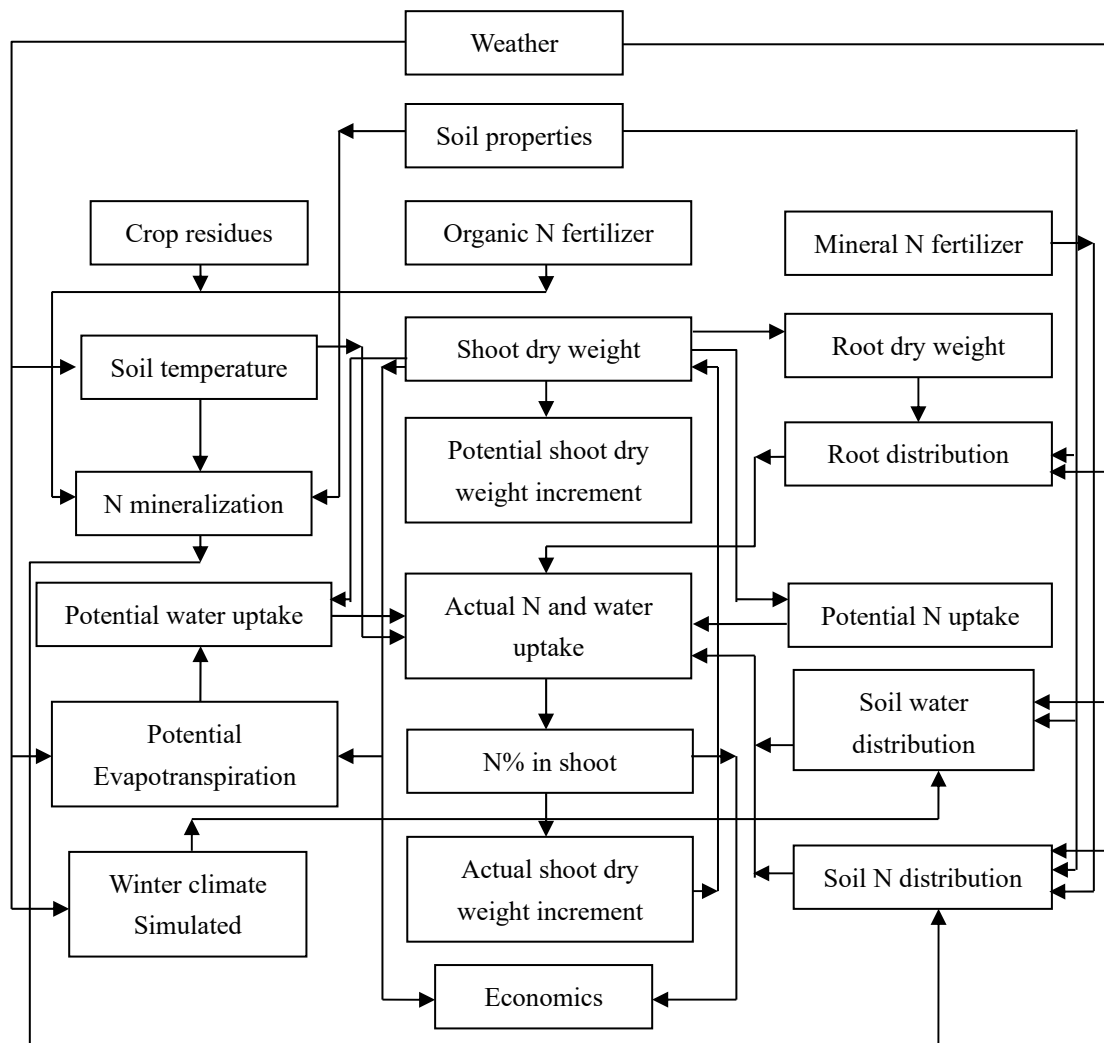 Weather
Soil properties
Crop residues
Organic N fertilizer
Mineral N fertilizer
Soil temperature
Shoot dry weight
Root dry weight
Potential shoot dry
weight increment
Root distribution
N mineralization
Potential water uptake
Actual N and water
uptake
Potential N uptake
Potential
Evapotranspiration
N% in shoot
Soil water
distribution
Winter climate
Simulated
Actual shoot dry
weight increment
Soil N distribution
Economics